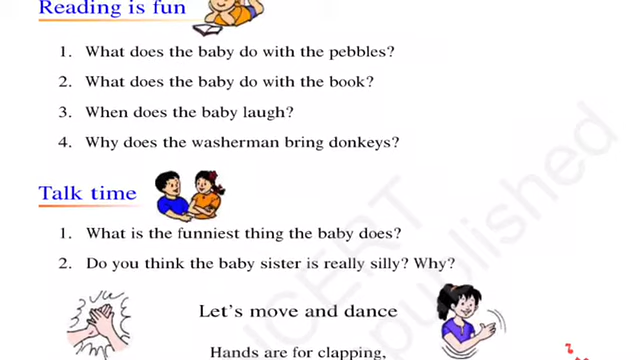 Reading is fun
1. What does the baby do with the pebbles?
2. What does the baby do with the book?
3. When does the baby laugh?
4. Why does the washerman bring donkeys?
Talk time
1. What is the funniest thing the baby does?
2. Do you think the baby sister is really silly? Why?
Let's move and dance
Hands are for clapping,
published